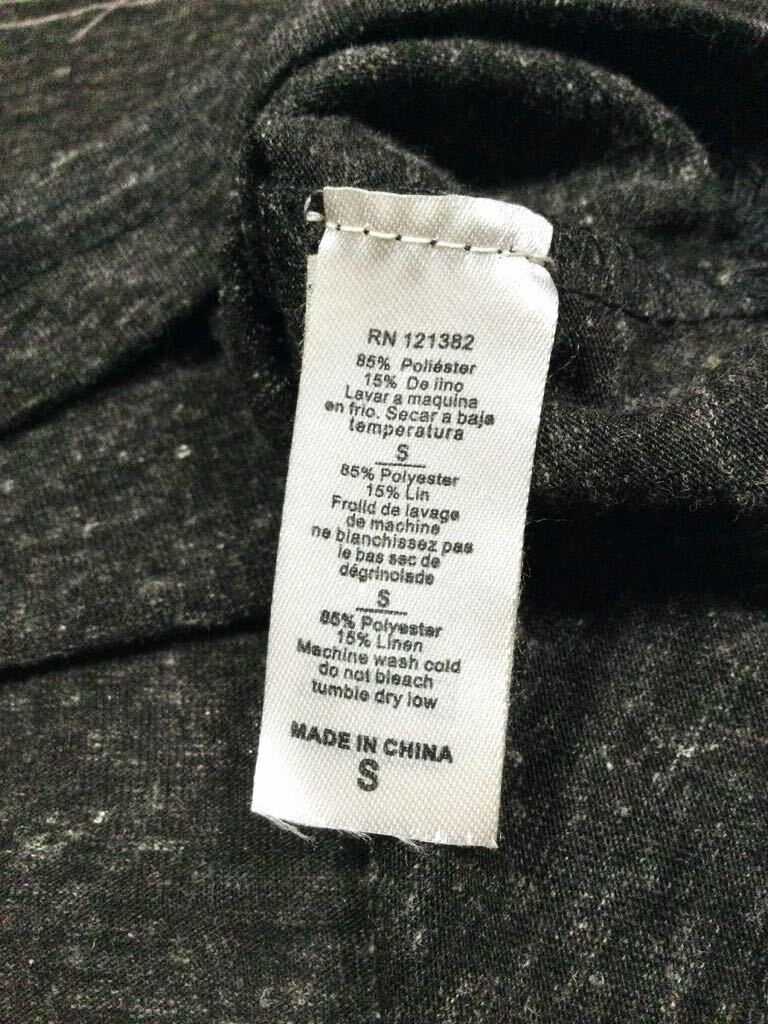 RN 121382
85% Poliéster
15% De lino
Lavar a maquina
en frio. Secar a baja
temperatura
S
85% Polyester
15% Lin
Froild de lavage
de machine
ne blanchissez pas
le bas sec de
dégrinolade
S
85% Polyester
15% Linen
Machine wash cold
do not bleach
tumble dry low
MADE IN CHINA
S